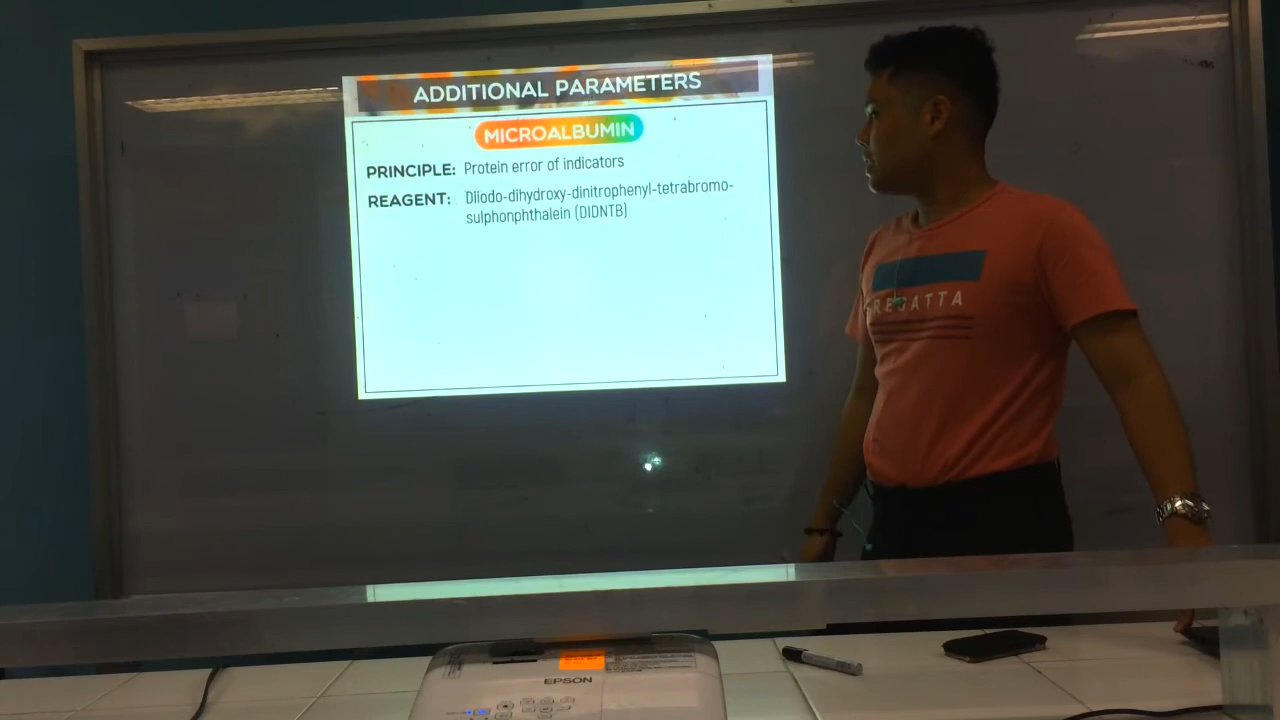 ADDITIONAL PARAMETERS
MICROALBUMIN
PRINCIPLE: Protein error of indicators
REAGENT: DIiodo-dihydroxy-dinitrophenyl-tetrabromo-
sulphonphthalein (DIDNTB)
REGATTA
EPSON